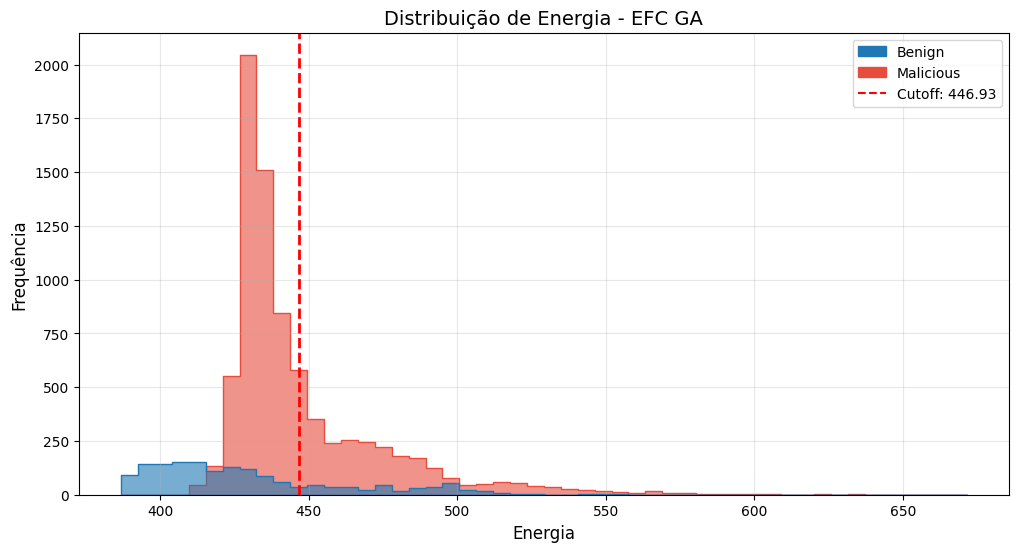 Distribuição de Energia - EFC GA
Benign
Malicious
Cutoff: 446.93
Frequência
2000
1750
1500
1250
1000
750
500
250
0
400 450 500 550 600 650
Energia